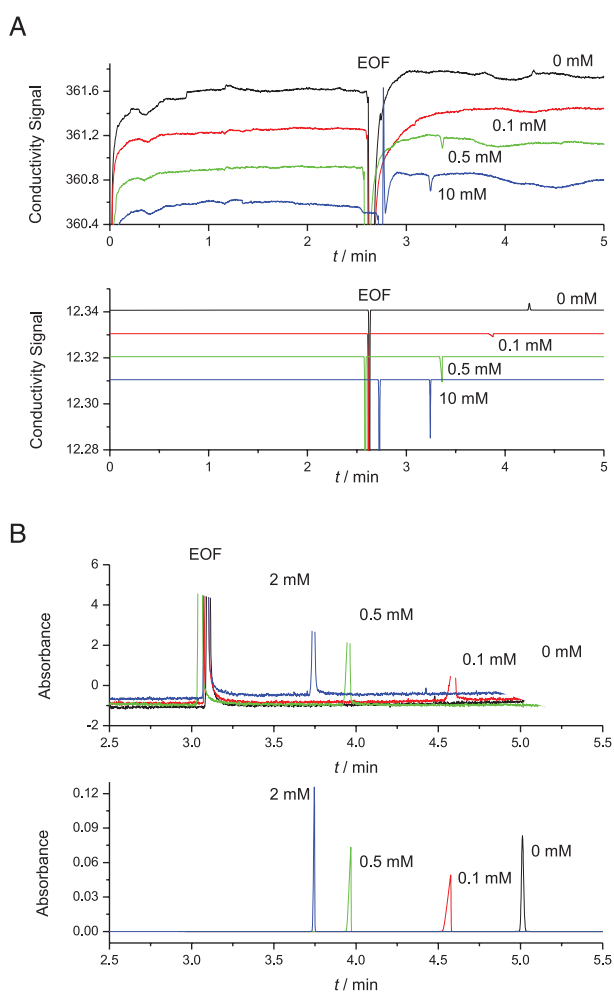 A
EOF
0 mM
0.1 mM
0.5 mM
10 mM
Conductivity Signal
361.6
361.2
360.8
360.4
0 1 2 3 4 5
t / min
EOF
0 mM
0.1 mM
0.5 mM
10 mM
Conductivity Signal
12.34
12.32
12.30
12.28
0 1 2 3 4 5
t / min
B
EOF
2 mM
0.5 mM
0.1 mM
0 mM
Absorbance
6
4
2
0
-2
2.5 3.0 3.5 4.0 4.5 5.0 5.5
t / min
2 mM
0.5 mM
0.1 mM
0 mM
Absorbance
0.12
0.09
0.06
0.03
0.00
2.5 3.0 3.5 4.0 4.5 5.0 5.5
t / min